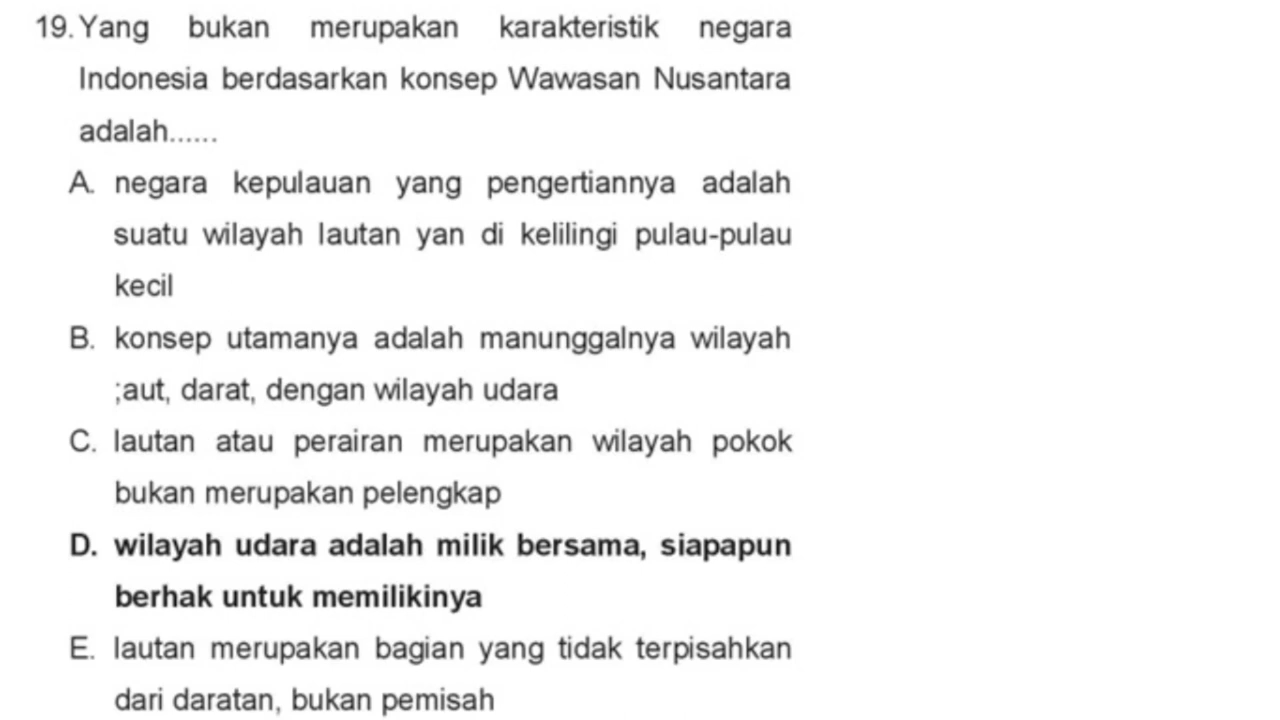 19. Yang bukan merupakan karakteristik negara
Indonesia berdasarkan konsep Wawasan Nusantara
adalah......
A. negara kepulauan yang pengertiannya adalah
suatu wilayah lautan yan di kelilingi pulau-pulau
kecil
B. konsep utamanya adalah manunggalnya wilayah
;aut, darat, dengan wilayah udara
C. lautan atau perairan merupakan wilayah pokok
bukan merupakan pelengkap
D. wilayah udara adalah milik bersama, siapapun
berhak untuk memilikinya
E. lautan merupakan bagian yang tidak terpisahkan
dari daratan, bukan pemisah